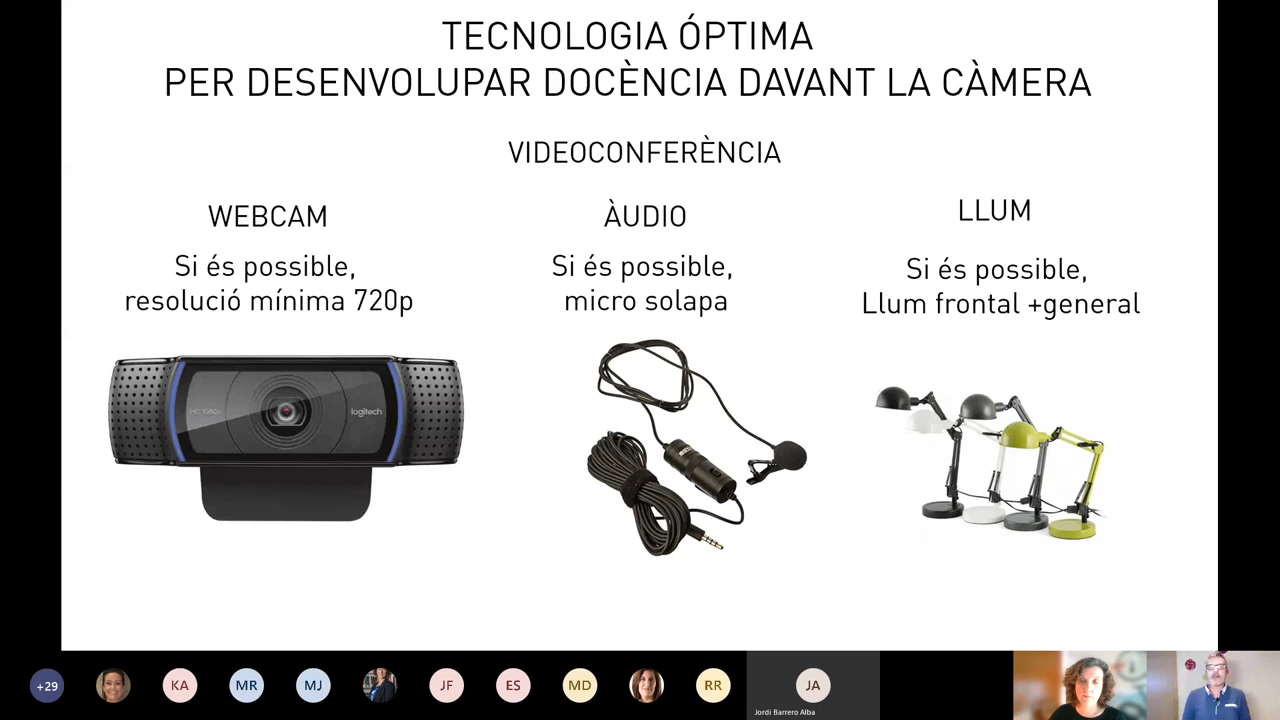 TECNOLOGIA ÓPTIMA
PER DESENVOLUPAR DOCÈNCIA DAVANT LA CÀMERA
VIDEOCONFERÈNCIA
WEBCAM
Si és possible,
resolució mínima 720p
ÀUDIO
Si és possible,
micro solapa
LLUM
Si és possible,
Llum frontal +general
HD 1080p
logitech
+29
KA
MR
MJ
JF
ES
MD
RR
JA
Jordi Barrero Alba